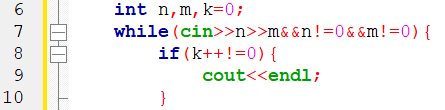 6 int n,m,k=0;
7 while(cin>>n>>m&&n!=0&&m!=0){
8 if(k++!=0){
9 cout<<endl;
10 }